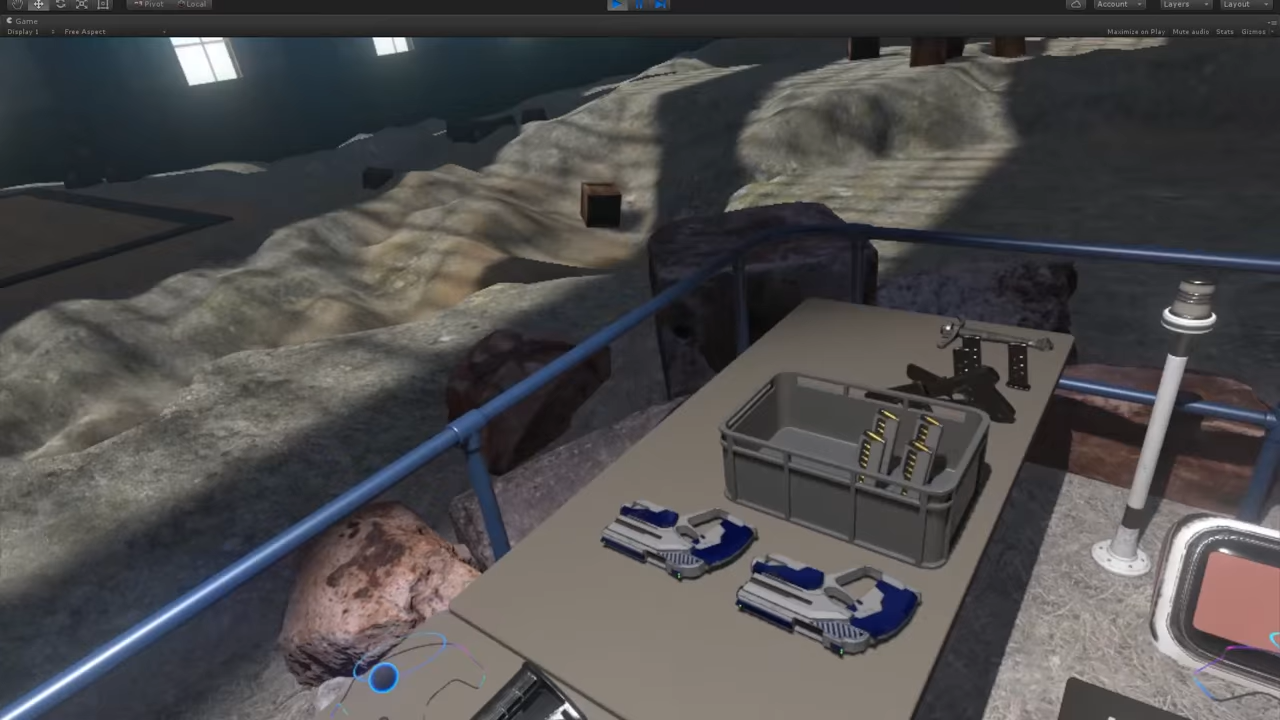 Pivot Local Account Layers Layout
Game
Display 1 Free Aspect Maximize on Play Mute audio Stats Gizmos